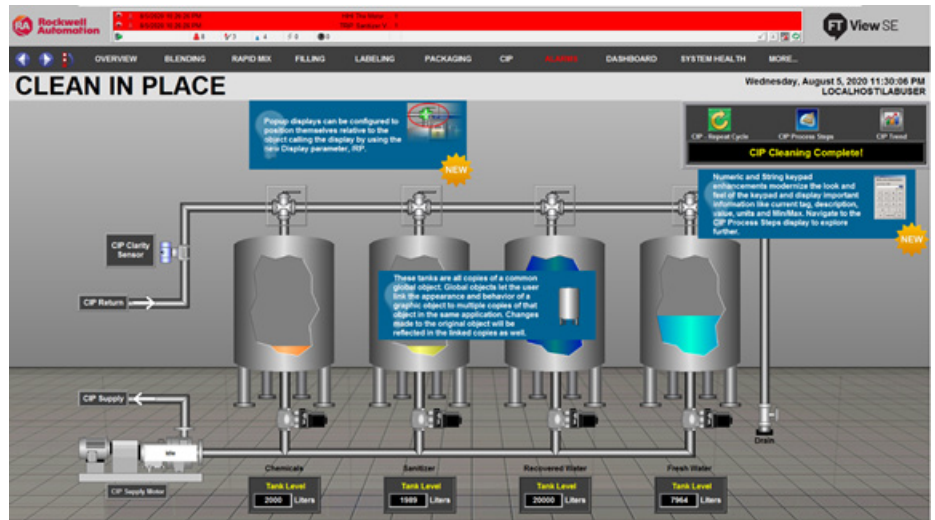 Rockwell
Automation
View SE
OVERVIEW BLENDING RAPID MIX FILLING LABELING PACKAGING CIP ALARMS DASHBOARD SYSTEM HEALTH MORE...
CLEAN IN PLACE
Wednesday, August 5, 2020 11:30:06 PM
LOCALHOST\LABUSER
Popup displays can be configured to
position themselves relative to the
object calling the display by using the
new Display parameter, /RP.
NEW
CIP - Repeat Cycle CIP Process Steps CIP Trend
CIP Cleaning Complete!
Numeric and String keypad
enhancements modernize the look and
feel of the keypad and display important
information like current tag, description,
value, units and Min/Max. Navigate to the
CIP Process Steps display to explore
further.
NEW
CIP Clarity
Sensor
CIP Return
These tanks are all copies of a common
global object. Global objects let the user
link the appearance and behavior of a
graphic object to multiple copies of that
object in the same application. Changes
made to the original object will be
reflected in the linked copies as well.
CIP Supply
Idle
CIP Supply Motor
Drain
Chemicals Sanitizer Recovered Water Fresh Water
Tank Level Tank Level Tank Level Tank Level
2000 Liters 1989 Liters 20000 Liters 7964 Liters